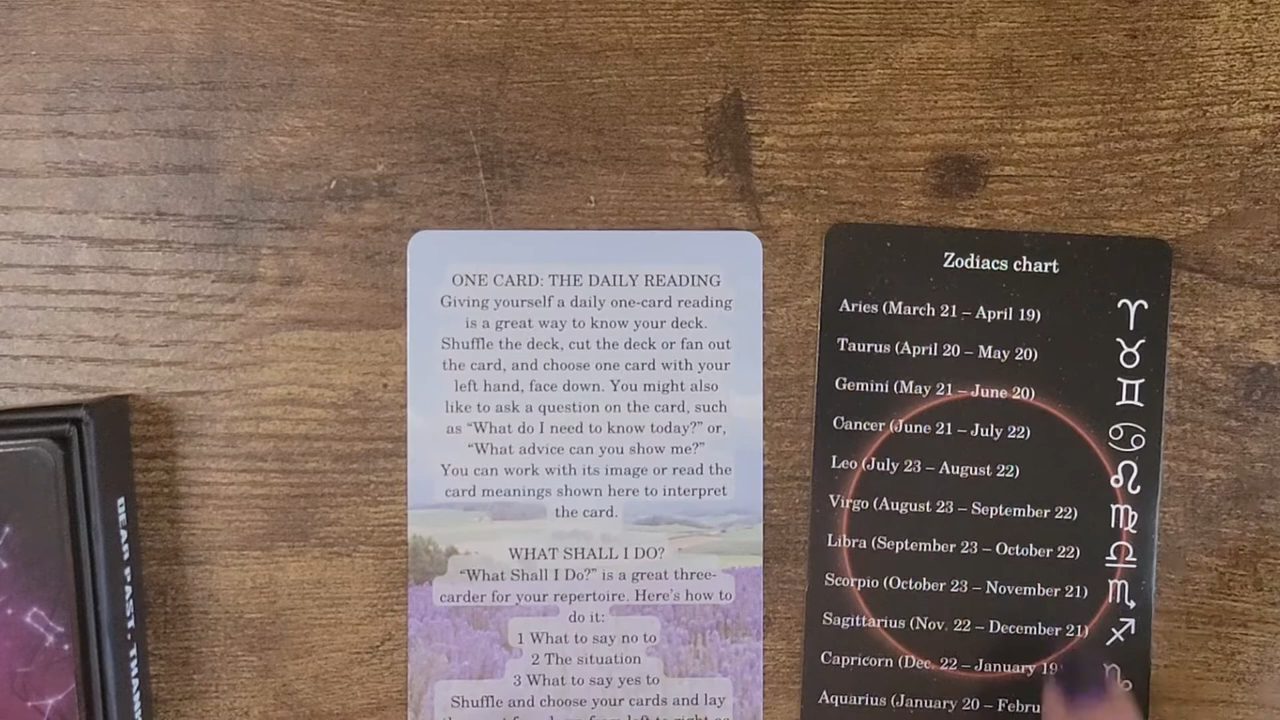 ONE CARD: THE DAILY READING
Giving yourself a daily one-card reading
is a great way to know your deck.
Shuffle the deck, cut the deck or fan out
the card, and choose one card with your
left hand, face down. You might also
like to ask a question on the card, such
as “What do I need to know today?” or,
“What advice can you show me?”
You can work with its image or read the
card meanings shown here to interpret
the card.
WHAT SHALL I DO?
“What Shall I Do?” is a great three-
carder for your repertoire. Here’s how to
do it:
1 What to say no to
2 The situation
3 What to say yes to
Shuffle and choose your cards and lay
Zodiacs chart
Aries (March 21 – April 19) ♈
Taurus (April 20 – May 20) ♉
Gemini (May 21 – June 20) ♊
Cancer (June 21 – July 22) ♋
Leo (July 23 – August 22) ♌
Virgo (August 23 – September 22) ♍
Libra (September 23 – October 22) ♎
Scorpio (October 23 – November 21) ♏
Sagittarius (Nov. 22 – December 21) ♐
Capricorn (Dec. 22 – January 19 ♑
Aquarius (January 20 – Febru
DEAR PAST, THANK